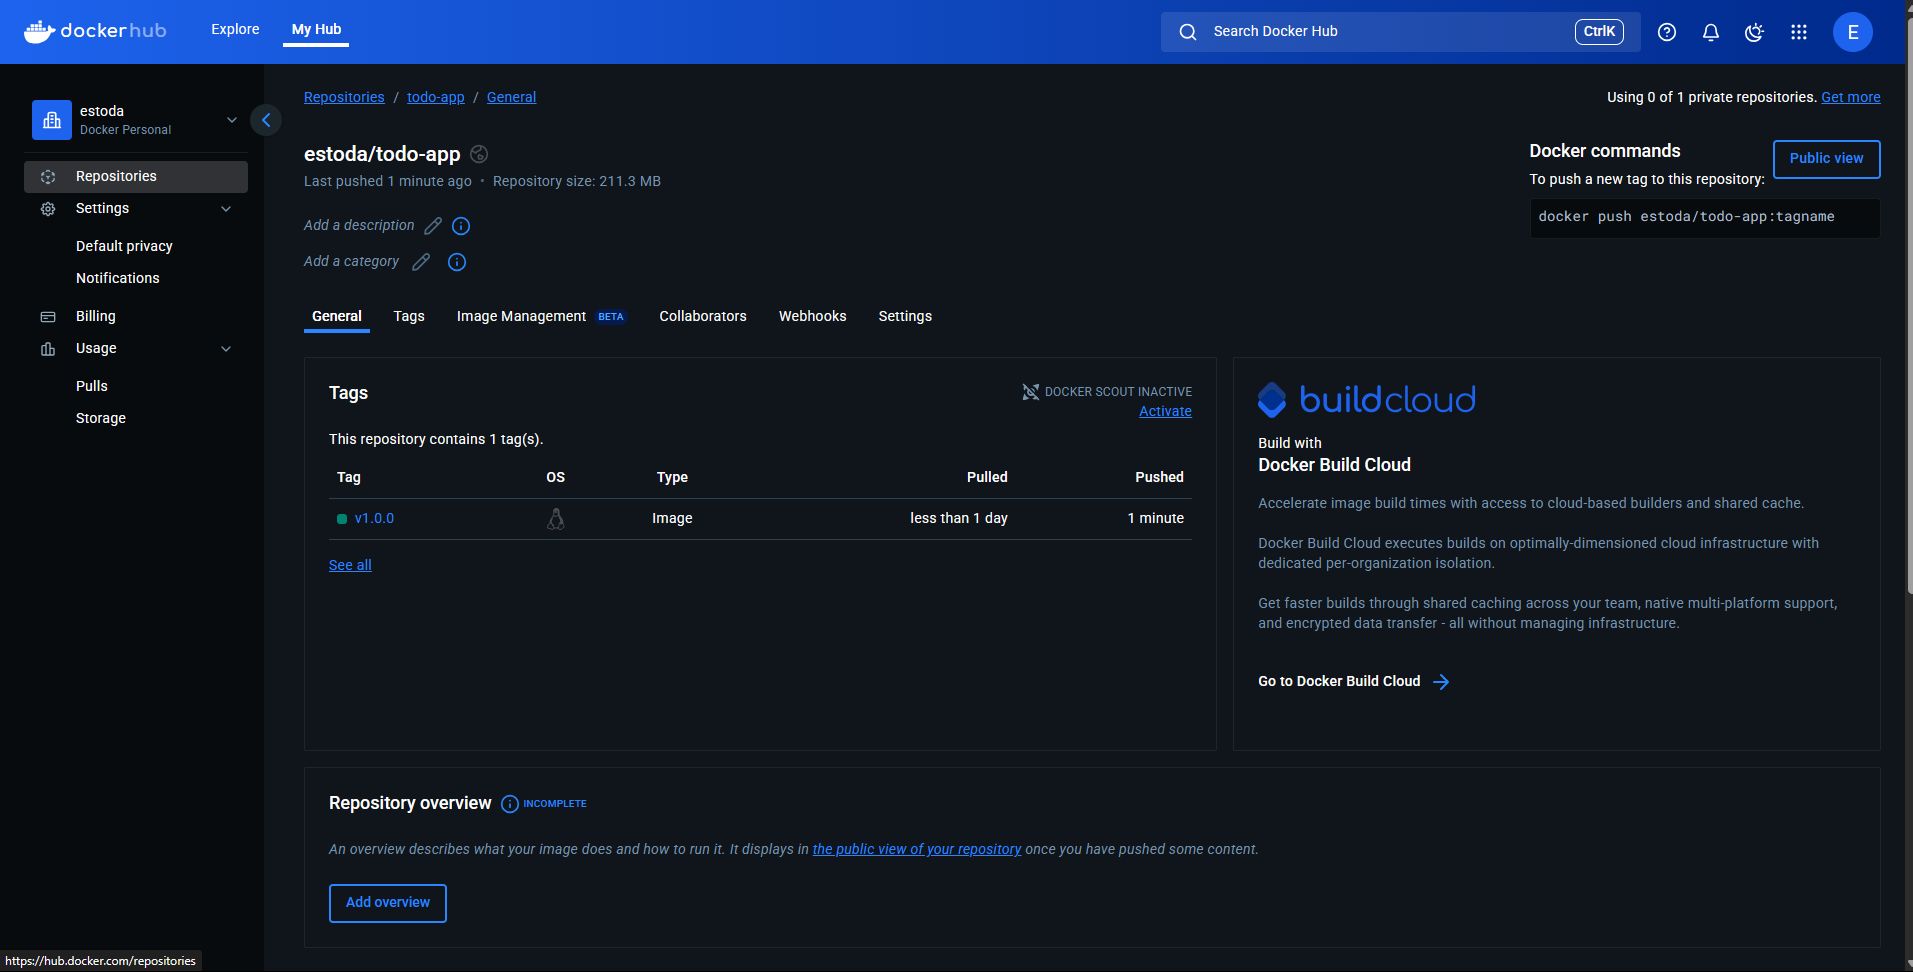 dockerhub
Explore
My Hub
Search Docker Hub
CtrlK
E
estoda
Docker Personal
Repositories
Settings
Default privacy
Notifications
Billing
Usage
Pulls
Storage
Repositories / todo-app / General
Using 0 of 1 private repositories. Get more
estoda/todo-app
Last pushed 1 minute ago • Repository size: 211.3 MB
Add a description
Add a category
Docker commands
Public view
To push a new tag to this repository:
docker push estoda/todo-app:tagname
General
Tags
Image Management BETA
Collaborators
Webhooks
Settings
Tags
DOCKER SCOUT INACTIVE
Activate
This repository contains 1 tag(s).
Tag OS Type Pulled Pushed
v1.0.0 Image less than 1 day 1 minute
See all
buildcloud
Build with
Docker Build Cloud
Accelerate image build times with access to cloud-based builders and shared cache.
Docker Build Cloud executes builds on optimally-dimensioned cloud infrastructure with
dedicated per-organization isolation.
Get faster builds through shared caching across your team, native multi-platform support,
and encrypted data transfer - all without managing infrastructure.
Go to Docker Build Cloud
Repository overview INCOMPLETE
An overview describes what your image does and how to run it. It displays in the public view of your repository once you have pushed some content.
Add overview
https://hub.docker.com/repositories